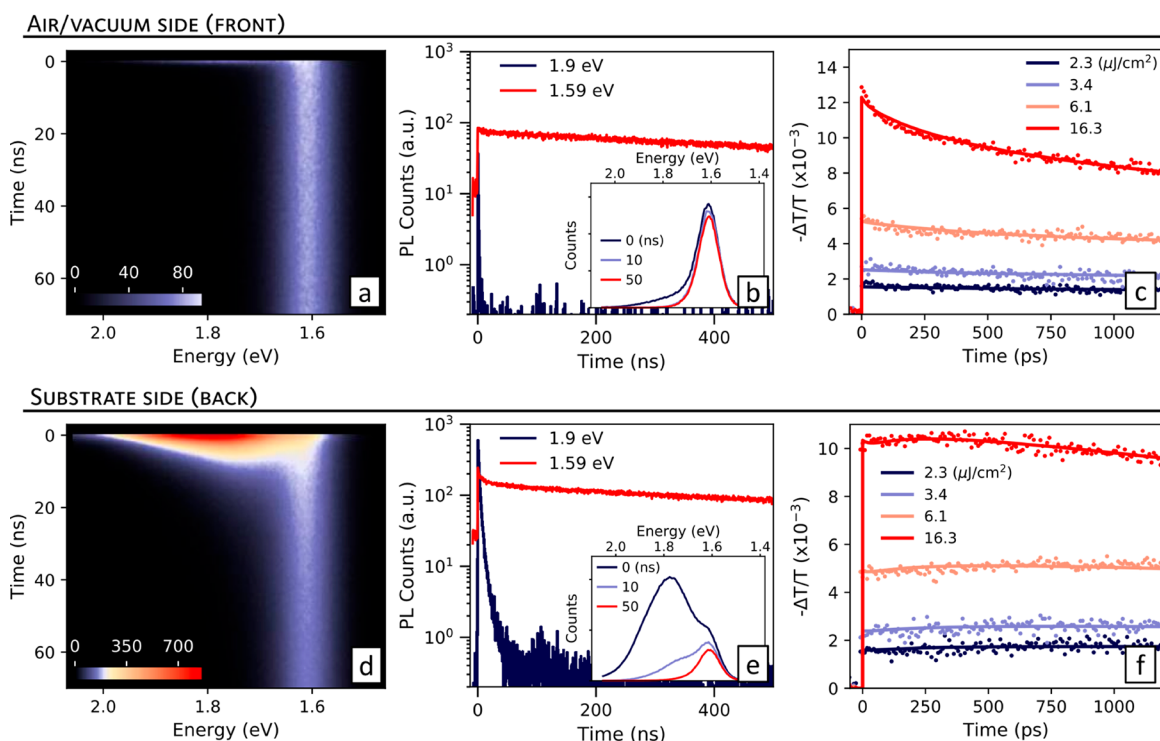 AIR/VACUUM SIDE (FRONT)
0
20
40
60
Time (ns)
0 40 80
a
2.0 1.8 1.6
Energy (eV)
10³
10²
10¹
10⁰
PL Counts (a.u.)
1.9 eV
1.59 eV
Energy (eV)
2.0 1.8 1.6 1.4
Counts
0 (ns)
10
50
b
0 200 400
Time (ns)
14
12
10
8
6
4
2
0
-ΔT/T (x10⁻³)
2.3 (μJ/cm²)
3.4
6.1
16.3
c
0 250 500 750 1000
Time (ps)
SUBSTRATE SIDE (BACK)
0
20
40
60
Time (ns)
0 350 700
d
2.0 1.8 1.6
Energy (eV)
10³
10²
10¹
10⁰
PL Counts (a.u.)
1.9 eV
1.59 eV
Energy (eV)
2.0 1.8 1.6 1.4
Counts
0 (ns)
10
50
e
0 200 400
Time (ns)
10
8
6
4
2
0
-ΔT/T (x10⁻³)
2.3 (μJ/cm²)
3.4
6.1
16.3
f
0 250 500 750 1000
Time (ps)